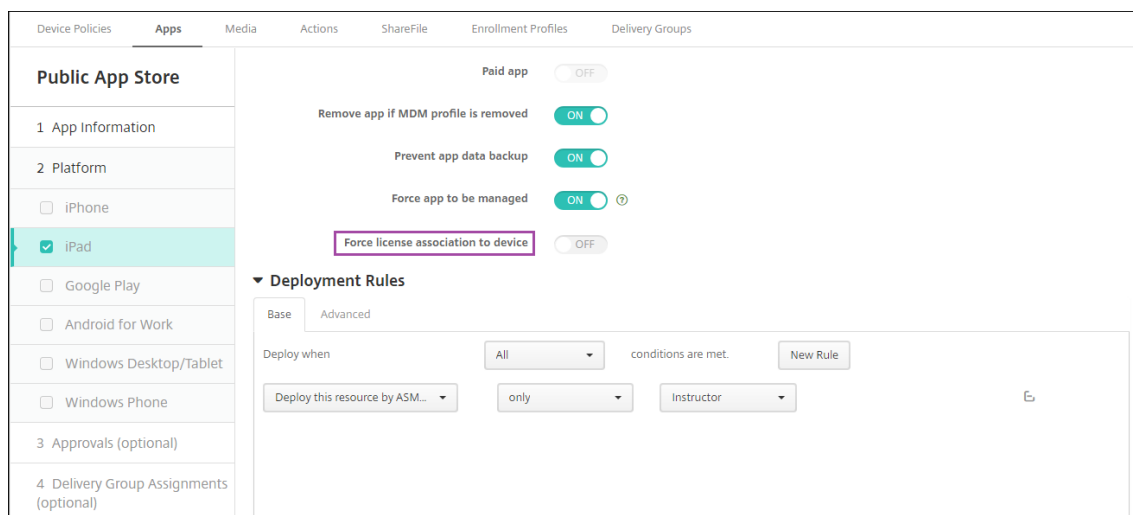 Device Policies Apps Media Actions ShareFile Enrollment Profiles Delivery Groups
Public App Store
1 App Information
2 Platform
iPhone
iPad
Google Play
Android for Work
Windows Desktop/Tablet
Windows Phone
3 Approvals (optional)
4 Delivery Group Assignments
(optional)
Paid app OFF
Remove app if MDM profile is removed ON
Prevent app data backup ON
Force app to be managed ON ?
Force license association to device OFF
Deployment Rules
Base Advanced
Deploy when All conditions are met. New Rule
Deploy this resource by ASM... only Instructor